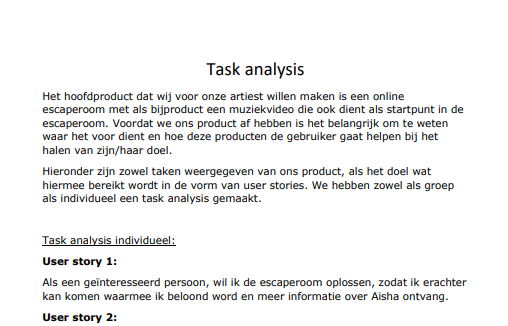 Task analysis
Het hoofdproduct dat wij voor onze artiest willen maken is een online
escaperoom met als bijproduct een muziekvideo die ook dient als startpunt in de
escaperoom. Voordat we ons product af hebben is het belangrijk om te weten
waar het voor dient en hoe deze producten de gebruiker gaat helpen bij het
halen van zijn/haar doel.
Hieronder zijn zowel taken weergegeven van ons product, als het doel wat
hiermee bereikt wordt in de vorm van user stories. We hebben zowel als groep
als individueel een task analysis gemaakt.
Task analysis individueel:
User story 1:
Als een geïnteresseerd persoon, wil ik de escaperoom oplossen, zodat ik erachter
kan komen waarmee ik beloond word en meer informatie over Aisha ontvang.
User story 2: